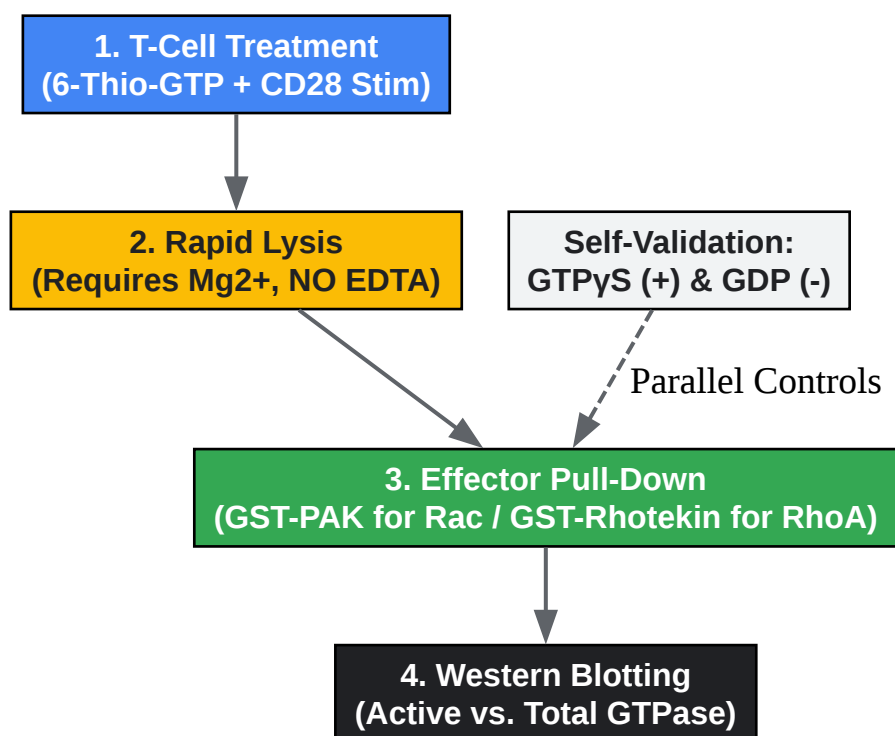 1. T-Cell Treatment
(6-Thio-GTP + CD28 Stim)
2. Rapid Lysis
(Requires Mg2+, NO EDTA)
Self-Validation:
GTPγS (+) & GDP (-)
Parallel Controls
3. Effector Pull-Down
(GST-PAK for Rac / GST-Rhotekin for RhoA)
4. Western Blotting
(Active vs. Total GTPase)